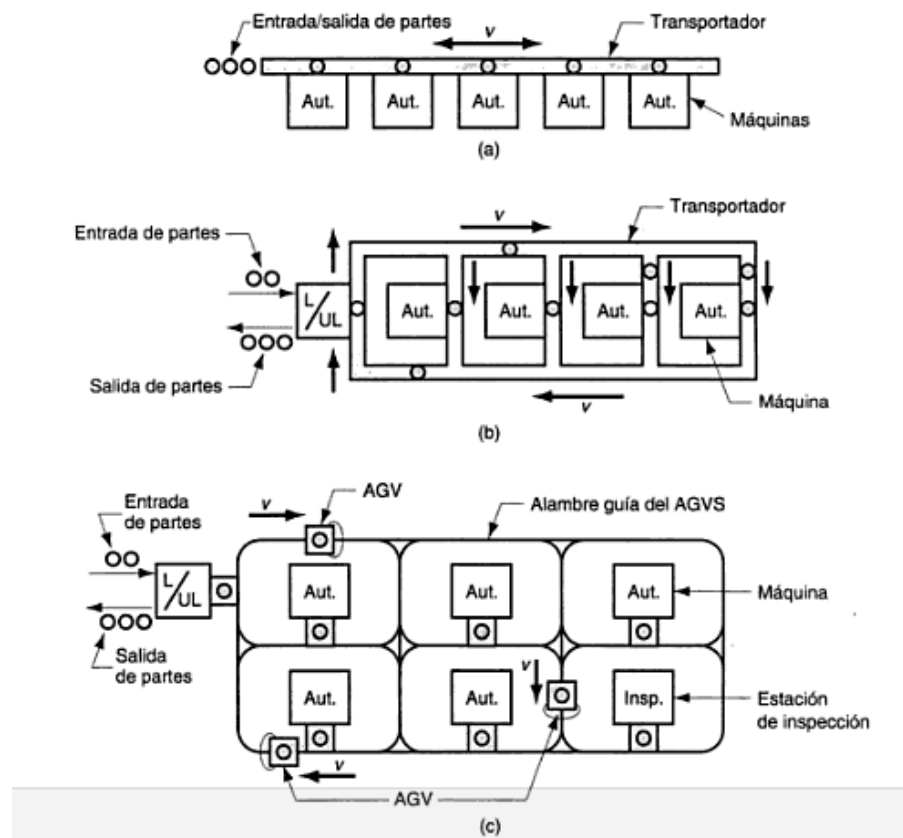 Entrada/salida de partes
v
Transportador
Aut.
Aut.
Aut.
Aut.
Aut.
Máquinas
(a)
v
Transportador
Entrada de partes
L/UL
Aut.
Aut.
Aut.
Aut.
Salida de partes
v
Máquina
(b)
AGV
Entrada
de partes
v
Alambre guía del AGVS
L/UL
Aut.
Aut.
Aut.
Máquina
Salida
de partes
Aut.
Aut.
v
Insp.
Estación
de inspección
v
AGV
(c)